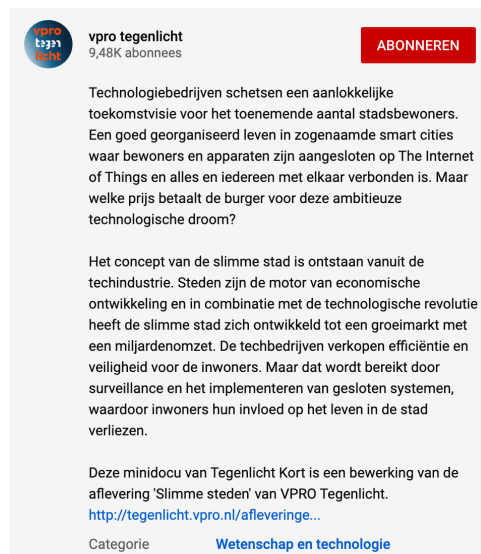 vpro
tegen
licht
vpro tegenlicht
9,48K abonnees
ABONNEREN
Technologiebedrijven schetsen een aanlokkelijke
toekomstvisie voor het toenemende aantal stadsbewoners.
Een goed georganiseerd leven in zogenaamde smart cities
waar bewoners en apparaten zijn aangesloten op The Internet
of Things en alles en iedereen met elkaar verbonden is. Maar
welke prijs betaalt de burger voor deze ambitieuze
technologische droom?
Het concept van de slimme stad is ontstaan vanuit de
techindustrie. Steden zijn de motor van economische
ontwikkeling en in combinatie met de technologische revolutie
heeft de slimme stad zich ontwikkeld tot een groeimarkt met
een miljardenomzet. De techbedrijven verkopen efficiëntie en
veiligheid voor de inwoners. Maar dat wordt bereikt door
surveillance en het implementeren van gesloten systemen,
waardoor inwoners hun invloed op het leven in de stad
verliezen.
Deze minidocu van Tegenlicht Kort is een bewerking van de
aflevering 'Slimme steden' van VPRO Tegenlicht.
http://tegenlicht.vpro.nl/afleveringe...
Categorie Wetenschap en technologie